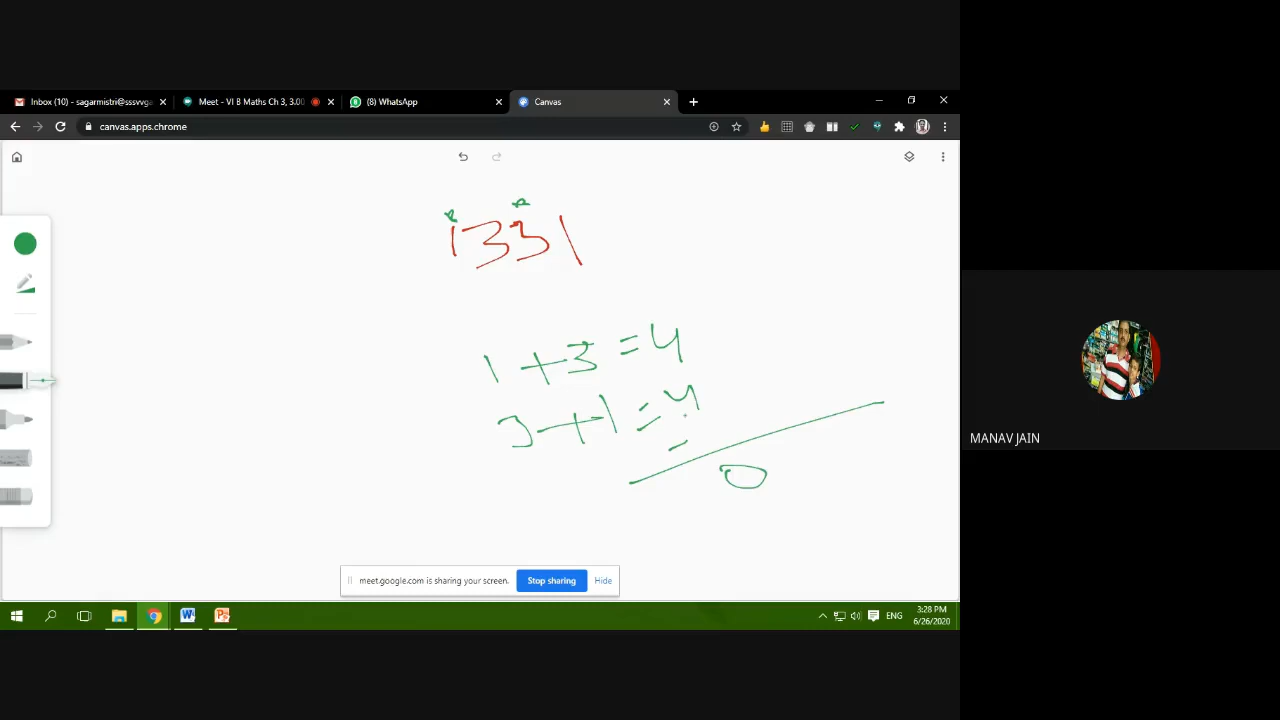 Inbox (10) - sagarmistri@sssvvga
Meet - VI B Maths Ch 3, 3.00
(8) WhatsApp
Canvas
canvas.apps.chrome
1331
1 + 3 = 4
3 + 1 = 4
-
0
MANAV JAIN
meet.google.com is sharing your screen.
Stop sharing
Hide
ENG
3:28 PM
6/26/2020